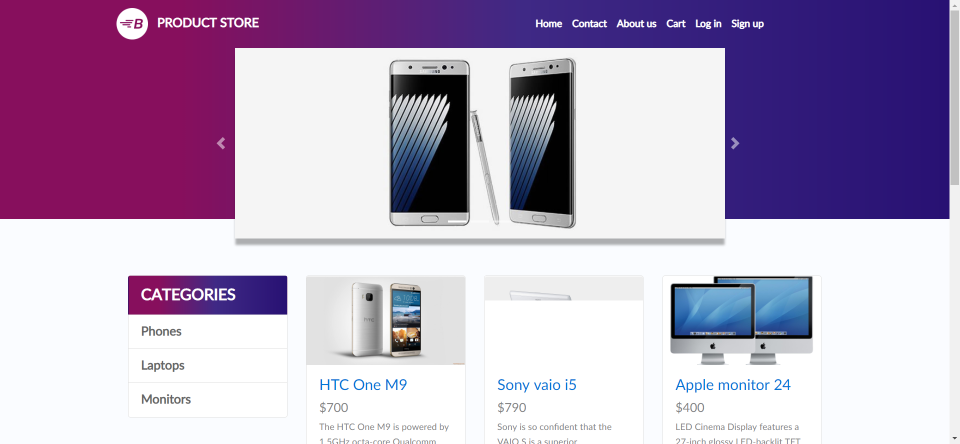 B PRODUCT STORE
Home Contact About us Cart Log in Sign up
CATEGORIES
Phones
Laptops
Monitors
HTC One M9
$700
The HTC One M9 is powered by
1.5GHz octa-core Qualcomm
Sony vaio i5
$790
Sony is so confident that the
VAIO S is a superior
Apple monitor 24
$400
LED Cinema Display features a
27-inch glossy LED-backlit TFT